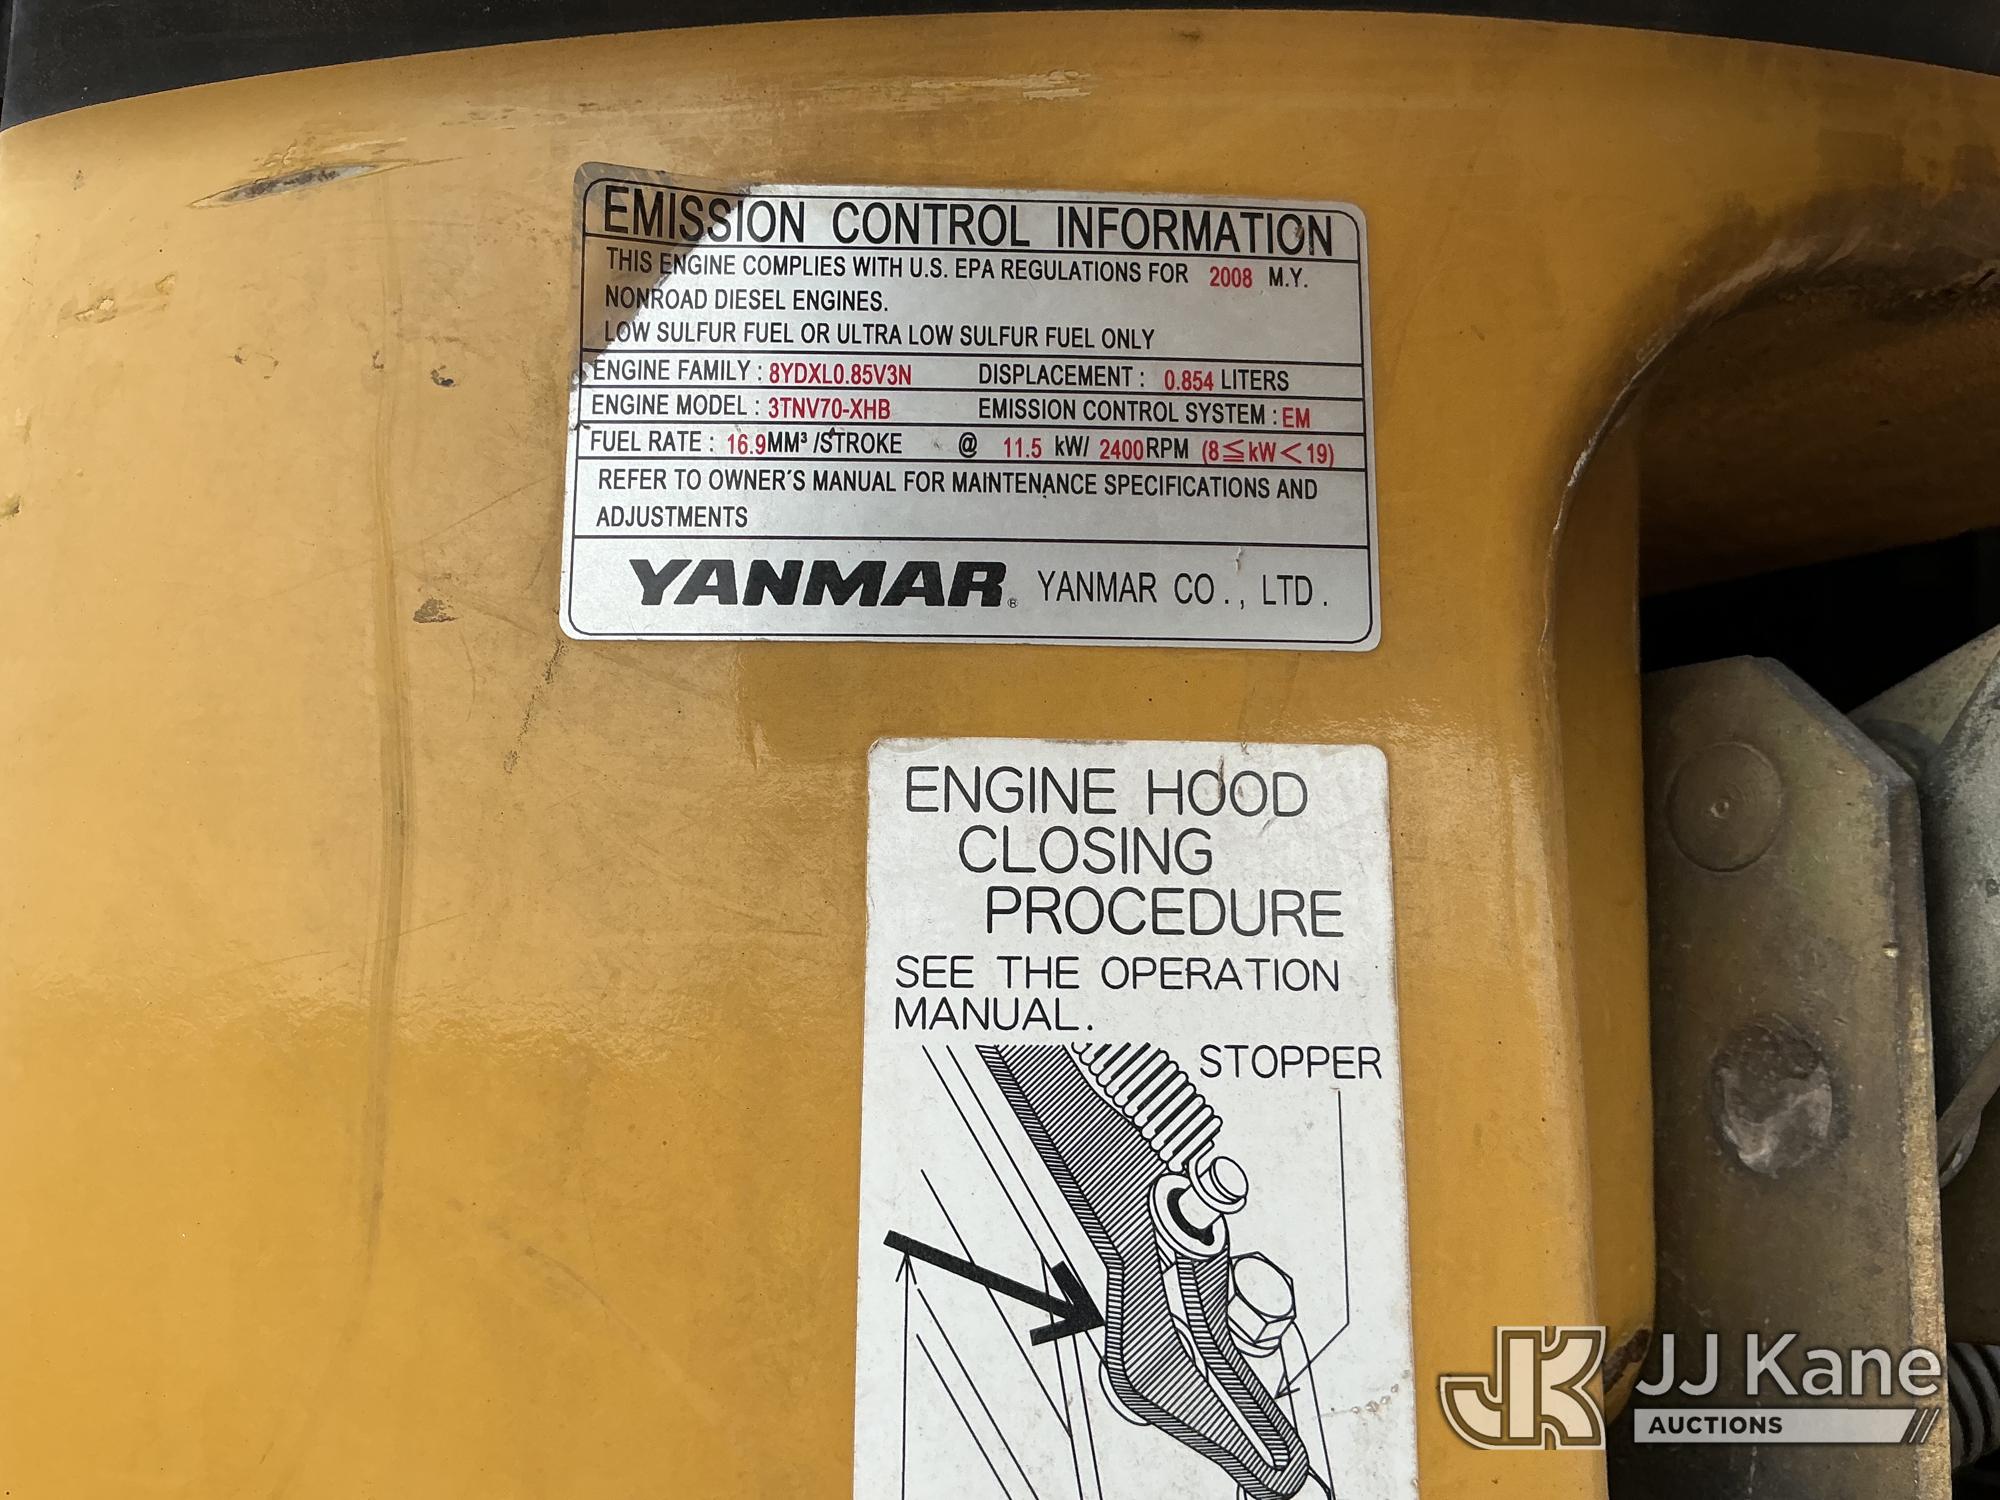 EMISSION CONTROL INFORMATION
THIS ENGINE COMPLIES WITH U.S. EPA REGULATIONS FOR 2008 M.Y.
NONROAD DIESEL ENGINES.
LOW SULFUR FUEL OR ULTRA LOW SULFUR FUEL ONLY
ENGINE FAMILY : 8YDXL0.85V3N DISPLACEMENT : 0.854 LITERS
ENGINE MODEL : 3TNV70-XHB EMISSION CONTROL SYSTEM : EM
FUEL RATE : 16.9MM³ /STROKE @ 11.5 kW/ 2400RPM (8≦kW<19)
REFER TO OWNER'S MANUAL FOR MAINTENANCE SPECIFICATIONS AND
ADJUSTMENTS
YANMAR® YANMAR CO., LTD.
ENGINE HOOD
CLOSING
PROCEDURE
SEE THE OPERATION
MANUAL.
STOPPER
JK JJ Kane
AUCTIONS